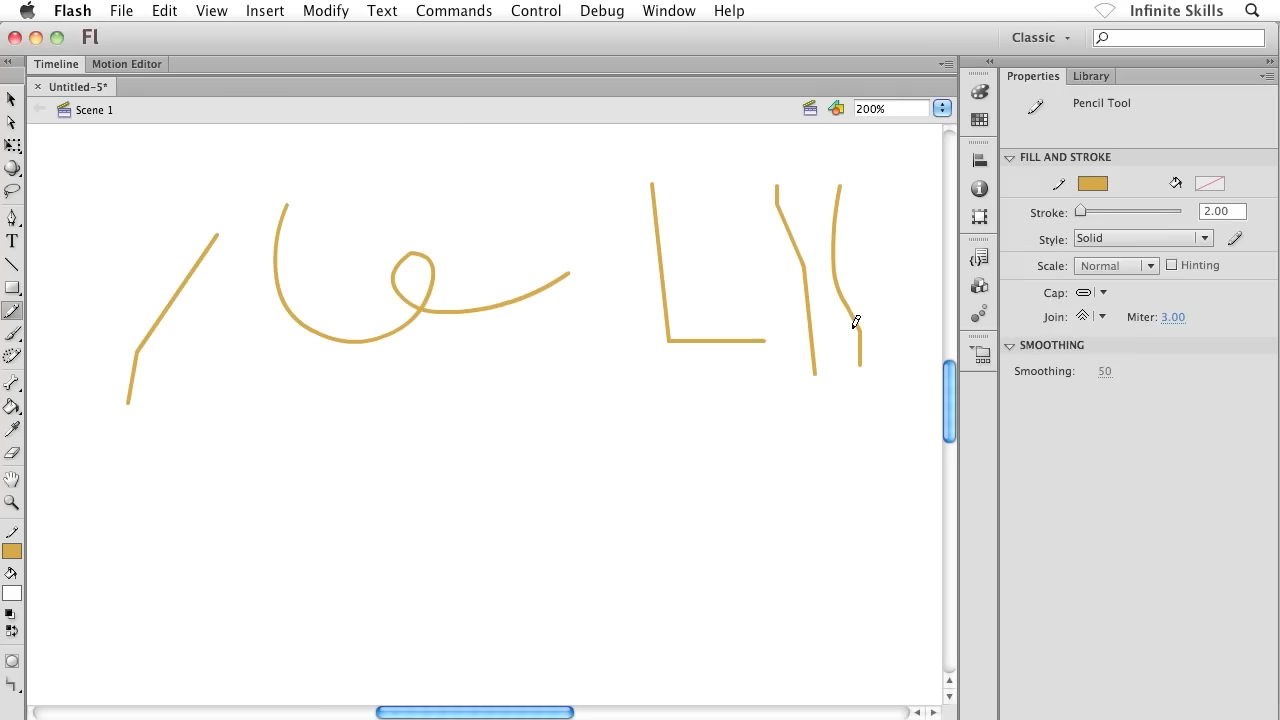 Flash File Edit View Insert Modify Text Commands Control Debug Window Help Infinite Skills
Fl Classic
Timeline Motion Editor
Untitled-5*
Scene 1 200%
Properties Library
Pencil Tool
FILL AND STROKE
Stroke: 2.00
Style: Solid
Scale: Normal Hinting
Cap:
Join: Miter: 3.00
SMOOTHING
Smoothing: 50
T